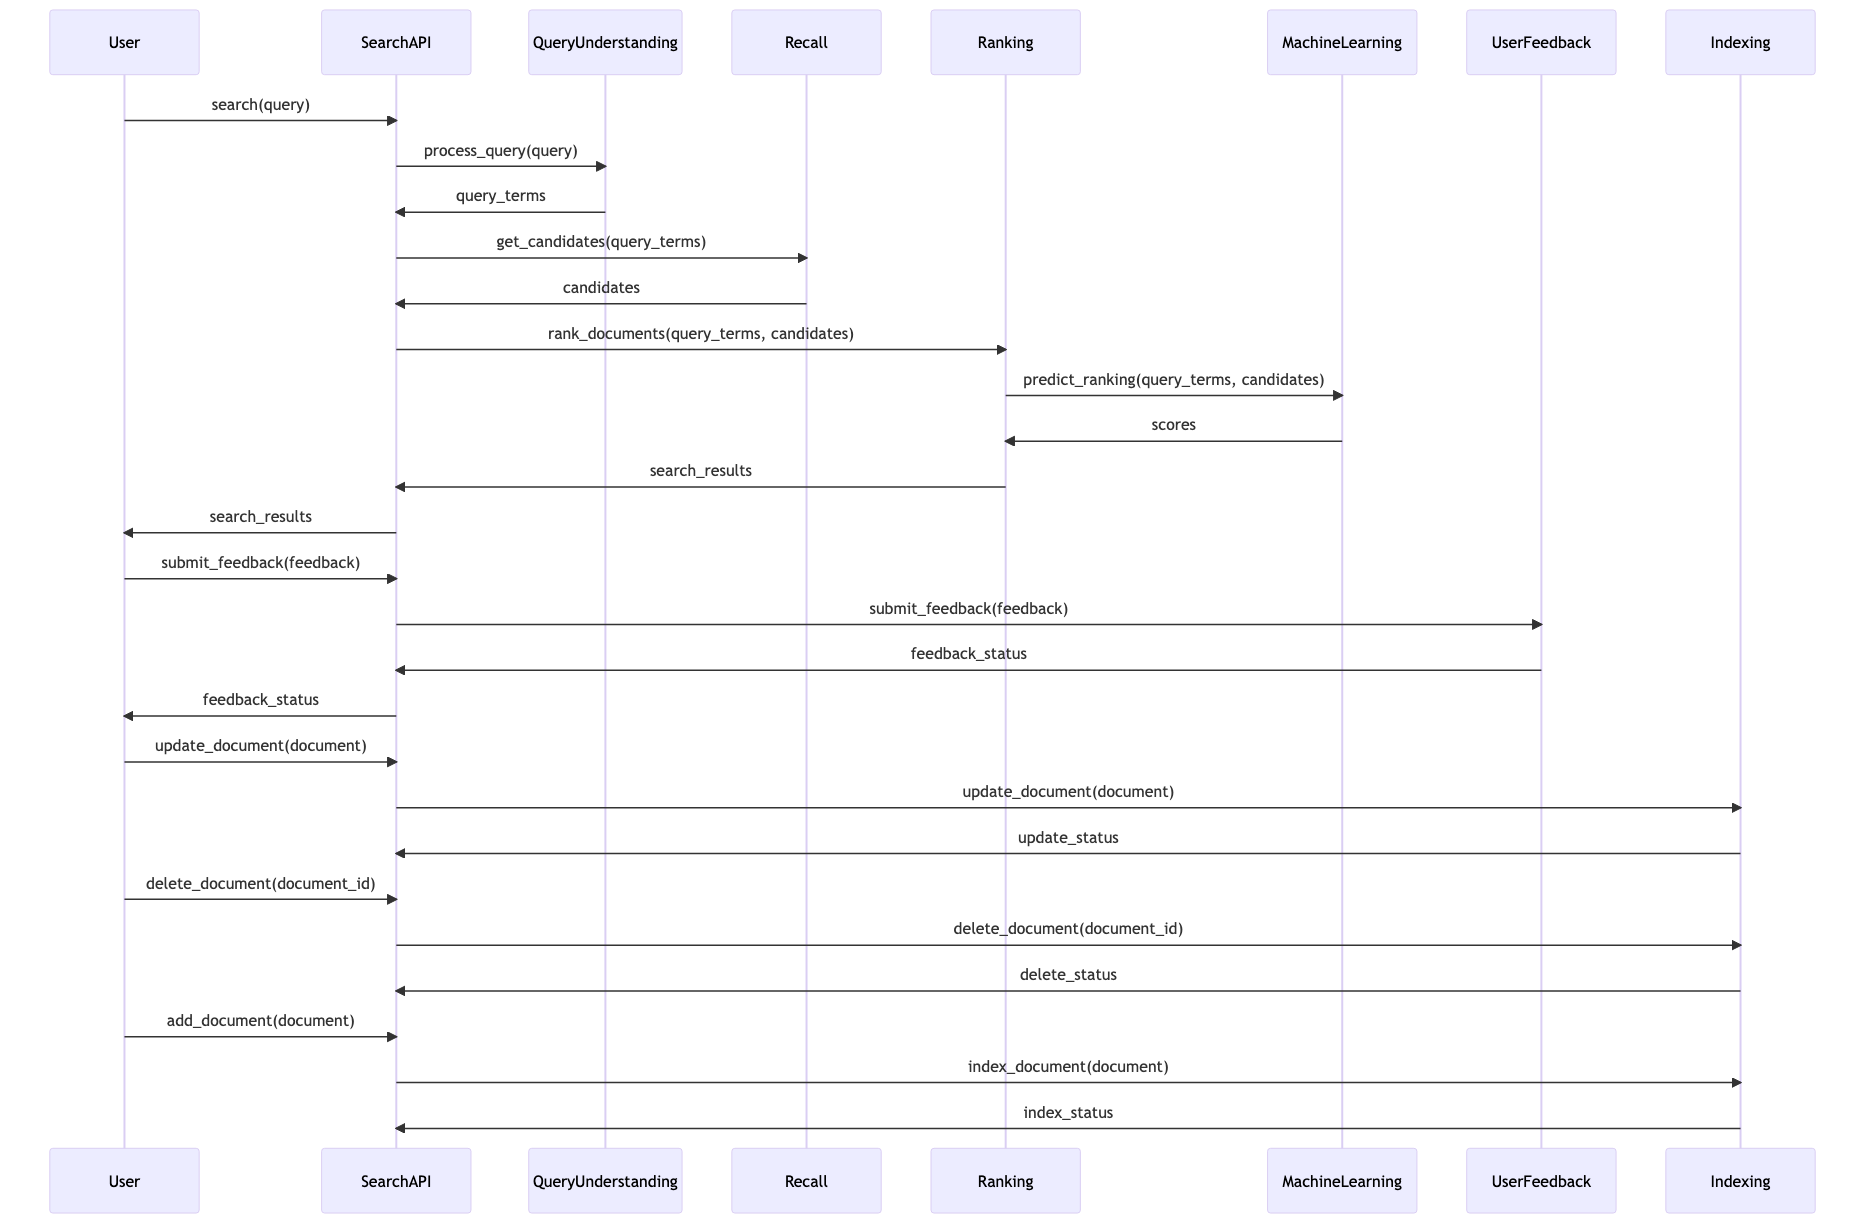 User
SearchAPI
QueryUnderstanding
Recall
Ranking
MachineLearning
UserFeedback
Indexing
search(query)
process_query(query)
query_terms
get_candidates(query_terms)
candidates
rank_documents(query_terms, candidates)
predict_ranking(query_terms, candidates)
scores
search_results
search_results
submit_feedback(feedback)
submit_feedback(feedback)
feedback_status
feedback_status
update_document(document)
update_document(document)
update_status
delete_document(document_id)
delete_document(document_id)
delete_status
add_document(document)
index_document(document)
index_status
User
SearchAPI
QueryUnderstanding
Recall
Ranking
MachineLearning
UserFeedback
Indexing